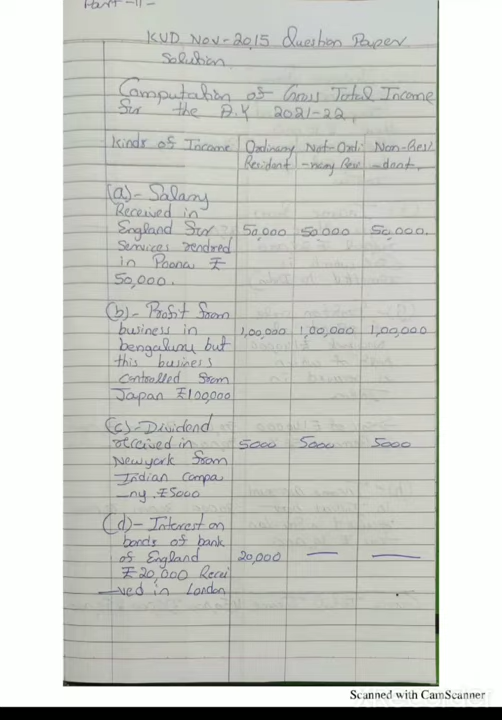 Part -11-
KUD Nov-2015 Question Paper
Solution
Computation of Gross Total Income
for the A.Y 2021-22.
Kinds of Income Ordinary Not-Ordi Non-Resi
Resident -nary Resi -dent.
(a)- Salary
Received in
England for 50,000 50,000 50,000.
Services rendred
in Poona ₹
50,000.
(b)- Profit from
business in 1,00,000 1,00,000 1,00,000
bengaluru but
this business
controlled from
Japan ₹100,000
(c)- Dividend
received in 5000 5000 5000
Newyork from
Indian compa
-ny. ₹5000
(d)- Interest on
bonds of bank
of England 20,000 — —
₹20,000 Recei
-ved in London
Scanned with CamScanner